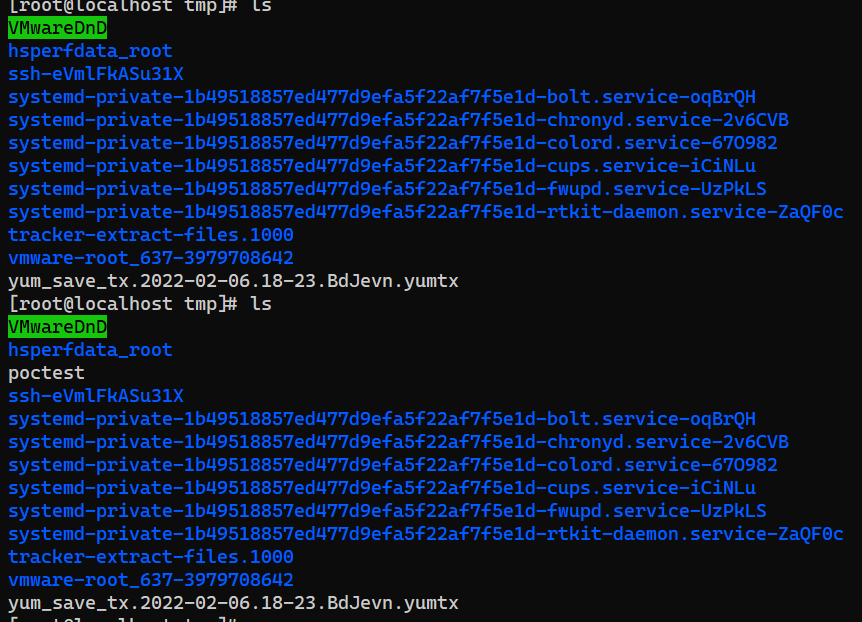 [root@localhost tmp]# ls
VMwareDnD
hsperfdata_root
ssh-eVmlFkASu31X
systemd-private-1b49518857ed477d9efa5f22af7f5e1d-bolt.service-oqBrQH
systemd-private-1b49518857ed477d9efa5f22af7f5e1d-chronyd.service-2v6CVB
systemd-private-1b49518857ed477d9efa5f22af7f5e1d-colord.service-67O982
systemd-private-1b49518857ed477d9efa5f22af7f5e1d-cups.service-iCiNLu
systemd-private-1b49518857ed477d9efa5f22af7f5e1d-fwupd.service-UzPkLS
systemd-private-1b49518857ed477d9efa5f22af7f5e1d-rtkit-daemon.service-ZaQF0c
tracker-extract-files.1000
vmware-root_637-3979708642
yum_save_tx.2022-02-06.18-23.BdJevn.yumtx
[root@localhost tmp]# ls
VMwareDnD
hsperfdata_root
poctest
ssh-eVmlFkASu31X
systemd-private-1b49518857ed477d9efa5f22af7f5e1d-bolt.service-oqBrQH
systemd-private-1b49518857ed477d9efa5f22af7f5e1d-chronyd.service-2v6CVB
systemd-private-1b49518857ed477d9efa5f22af7f5e1d-colord.service-67O982
systemd-private-1b49518857ed477d9efa5f22af7f5e1d-cups.service-iCiNLu
systemd-private-1b49518857ed477d9efa5f22af7f5e1d-fwupd.service-UzPkLS
systemd-private-1b49518857ed477d9efa5f22af7f5e1d-rtkit-daemon.service-ZaQF0c
tracker-extract-files.1000
vmware-root_637-3979708642
yum_save_tx.2022-02-06.18-23.BdJevn.yumtx
[root@localhost tmp]#